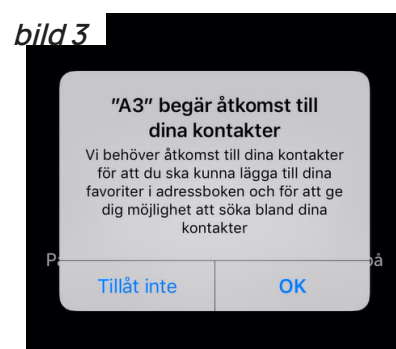 bild 3
"A3" begär åtkomst till
dina kontakter
Vi behöver åtkomst till dina kontakter
för att du ska kunna lägga till dina
favoriter i adressboken och för att ge
dig möjlighet att söka bland dina
kontakter
Tillåt inte
OK